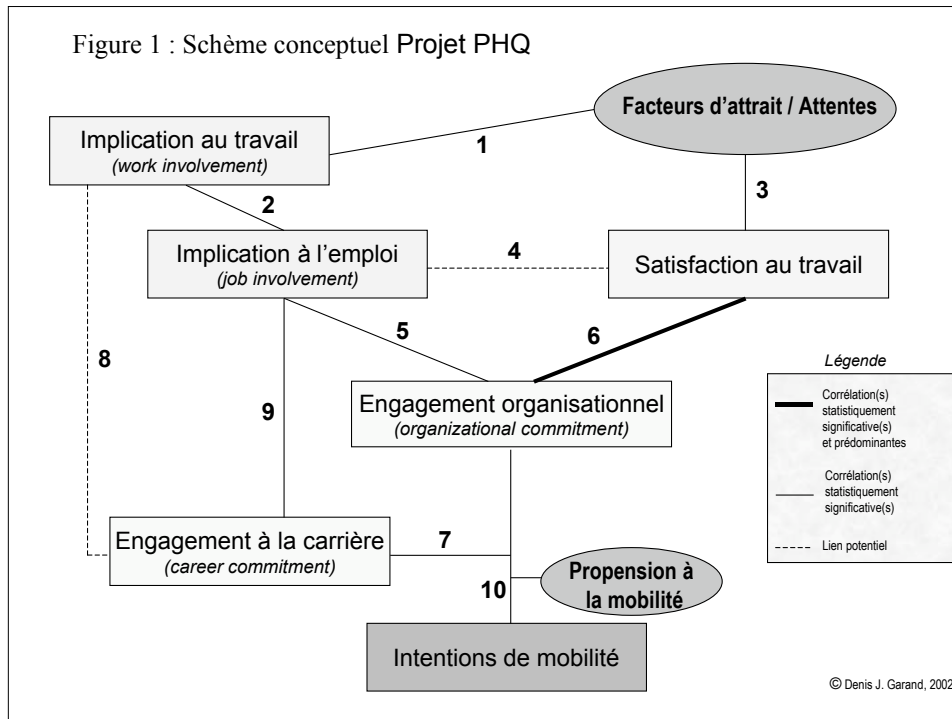 Figure 1 : Schème conceptuel Projet PHQ
Facteurs d'attrait / Attentes
Implication au travail
(work involvement)
1
2
3
Implication à l'emploi
(job involvement)
4
Satisfaction au travail
5
6
8
9
Engagement organisationnel
(organizational commitment)
Légende
Corrélation(s)
statistiquement
significative(s)
et prédominantes
Corrélation(s)
statistiquement
significative(s)
Lien potentiel
Engagement à la carrière
(career commitment)
7
10
Propension à
la mobilité
Intentions de mobilité
© Denis J. Garand, 2002